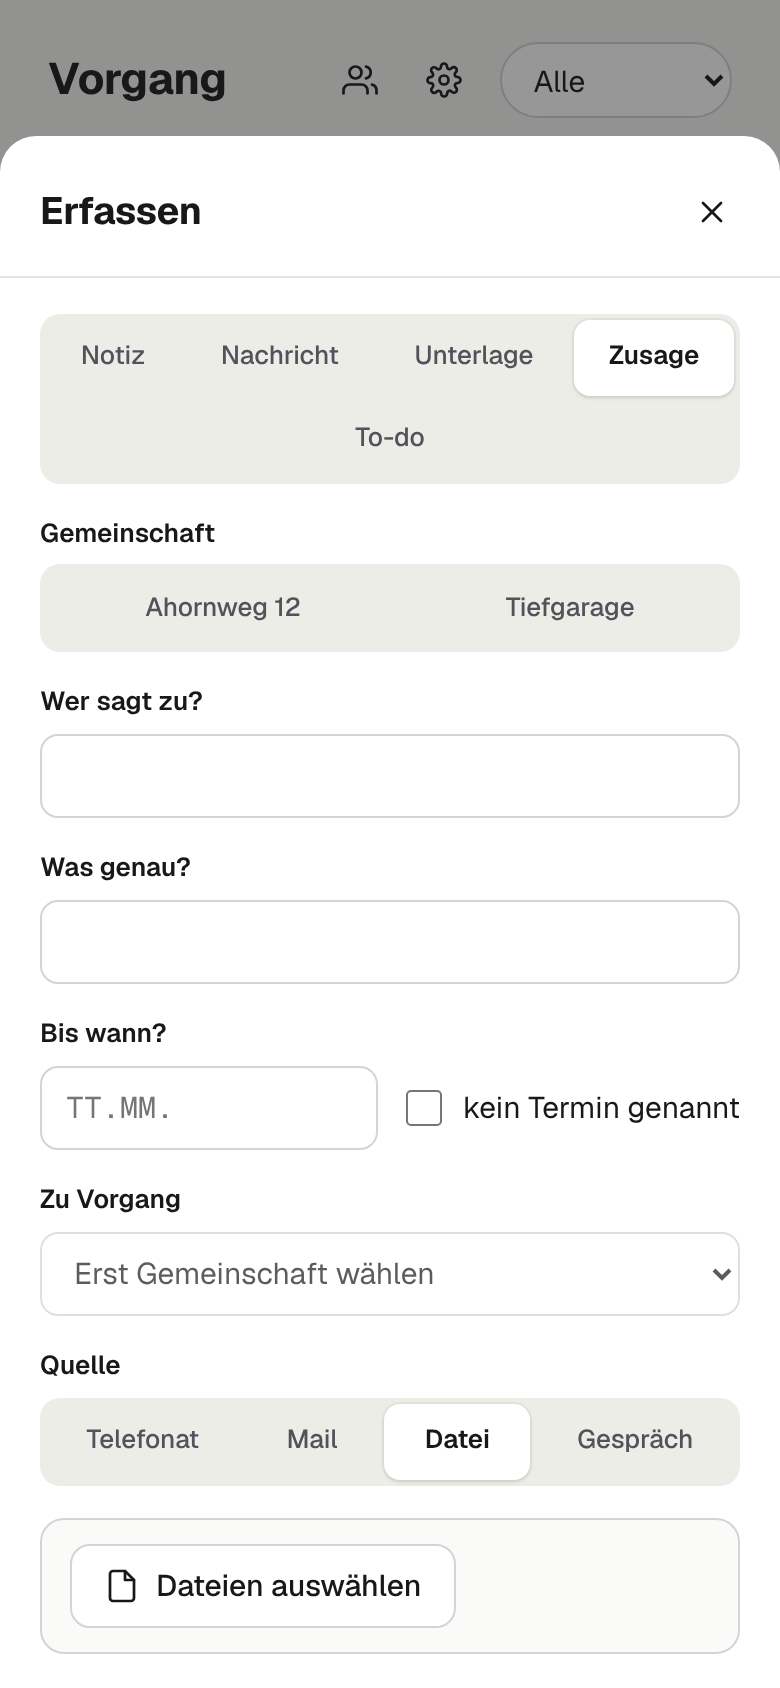 Vorgang Alle
Erfassen
Notiz Nachricht Unterlage Zusage
To-do
Gemeinschaft
Ahornweg 12 Tiefgarage
Wer sagt zu?
Was genau?
Bis wann?
TT.MM. kein Termin genannt
Zu Vorgang
Erst Gemeinschaft wählen
Quelle
Telefonat Mail Datei Gespräch
Dateien auswählen